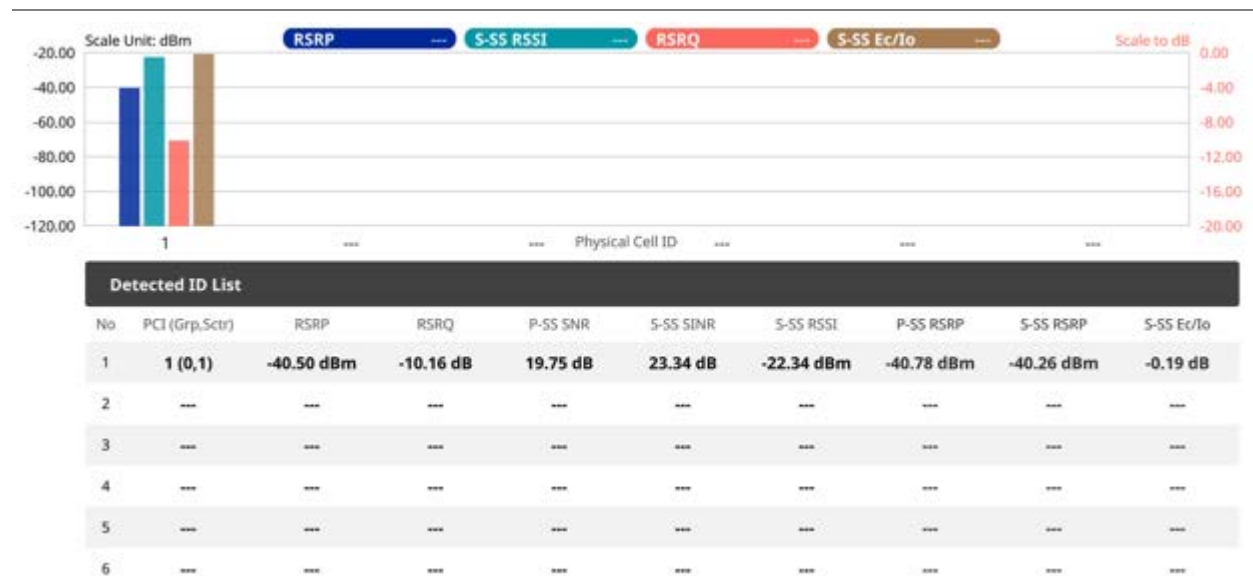 Scale Unit: dBm RSRP --- S-SS RSSI --- RSRQ --- S-SS Ec/Io --- Scale to dB
-20.00 0.00
-40.00 -4.00
-60.00 -8.00
-80.00 -12.00
-100.00 -16.00
-120.00 -20.00
1 --- --- Physical Cell ID --- --- ---
Detected ID List
No PCI (Grp,Sctr) RSRP RSRQ P-SS SNR S-SS SINR S-SS RSSI P-SS RSRP S-SS RSRP S-SS Ec/Io
1 1 (0,1) -40.50 dBm -10.16 dB 19.75 dB 23.34 dB -22.34 dBm -40.78 dBm -40.26 dBm -0.19 dB
2 --- --- --- --- --- --- --- --- ---
3 --- --- --- --- --- --- --- --- ---
4 --- --- --- --- --- --- --- --- ---
5 --- --- --- --- --- --- --- --- ---
6 --- --- --- --- --- --- --- --- ---